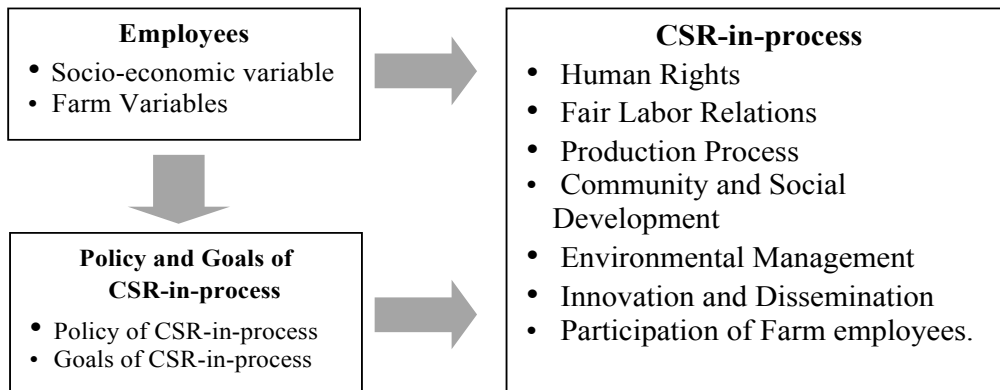 Employees
• Socio-economic variable
• Farm Variables
Policy and Goals of
CSR-in-process
• Policy of CSR-in-process
• Goals of CSR-in-process
CSR-in-process
• Human Rights
• Fair Labor Relations
• Production Process
• Community and Social
Development
• Environmental Management
• Innovation and Dissemination
• Participation of Farm employees.